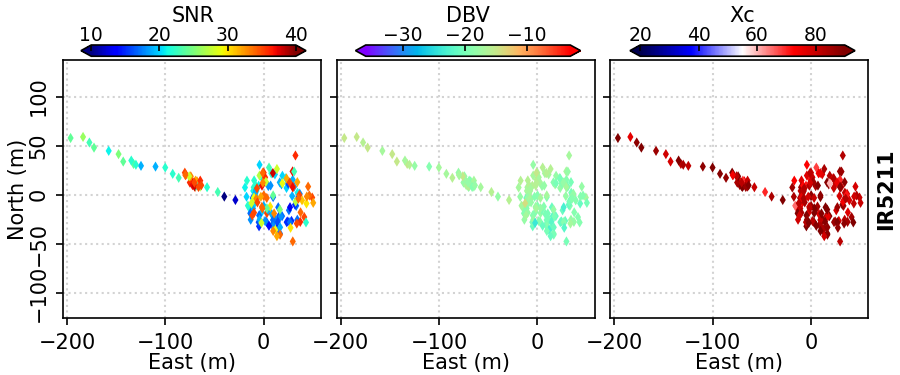 SNR DBV Xc
10 20 30 40 −30 −20 −10 20 40 60 80
North (m)
100
50
0
−50
−100
IR5211
−200 −100 0 −200 −100 0 −200 −100 0
East (m) East (m) East (m)